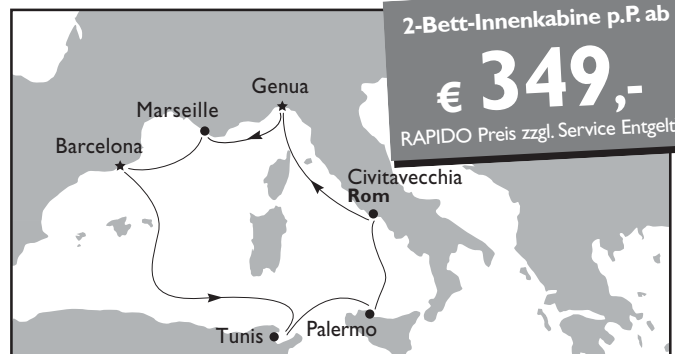 2-Bett-Innenkabine p.P. ab
€ 349,-
RAPIDO Preis zzgl. Service Entgelt
Genua
Marseille
Barcelona
Civitavecchia
Rom
Palermo
Tunis